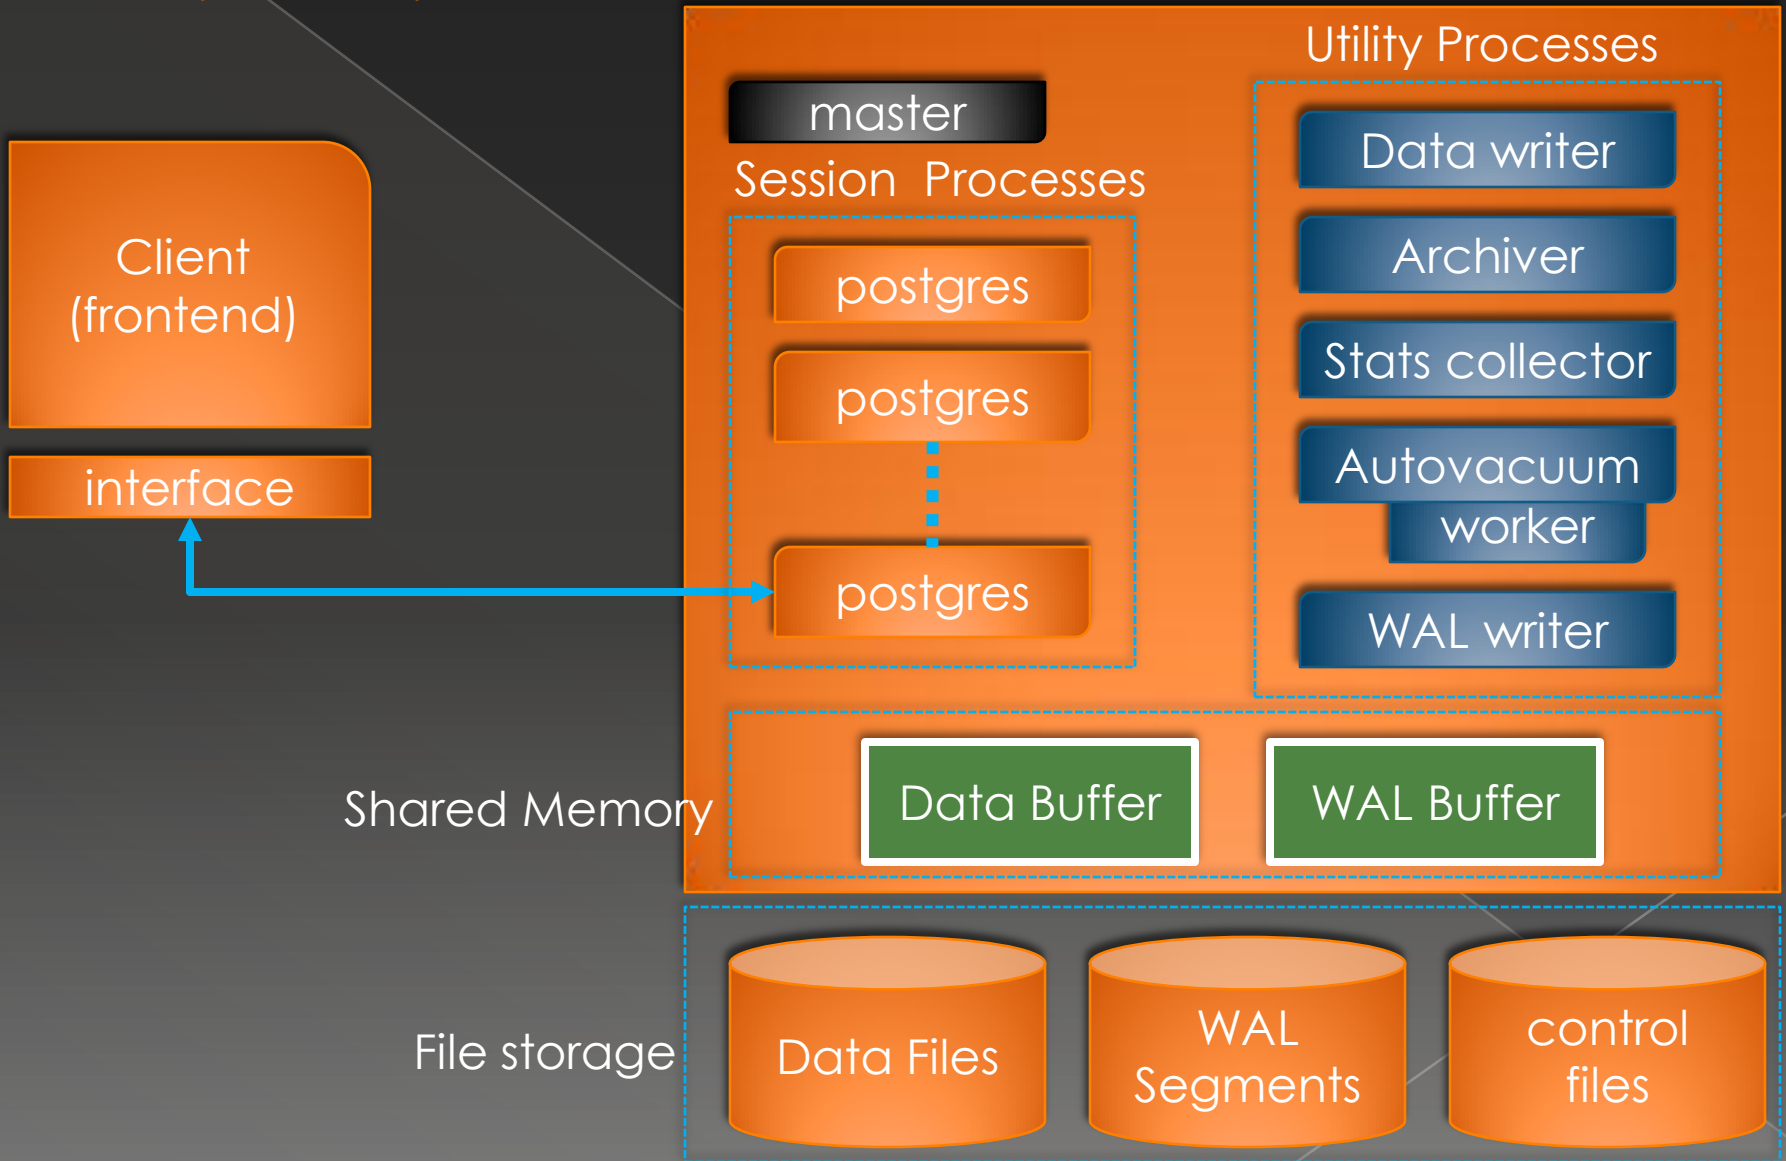 Utility Processes
master
Data writer
Session Processes
Archiver
Client
(frontend)
postgres
Stats collector
postgres
Autovacuum
interface
worker
postgres
WAL writer
Shared Memory
Data Buffer
WAL Buffer
File storage
Data Files
WAL
Segments
control
files